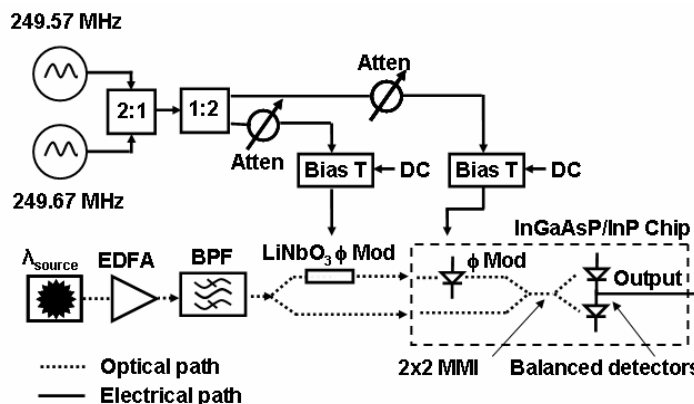 249.57 MHz
Atten
2:1
1:2
Atten
Bias T
DC
Bias T
DC
249.67 MHz
InGaAsP/InP Chip
λsource
EDFA
BPF
LiNbO3 ϕ Mod
ϕ Mod
Output
Optical path
2x2 MMI
Balanced detectors
Electrical path